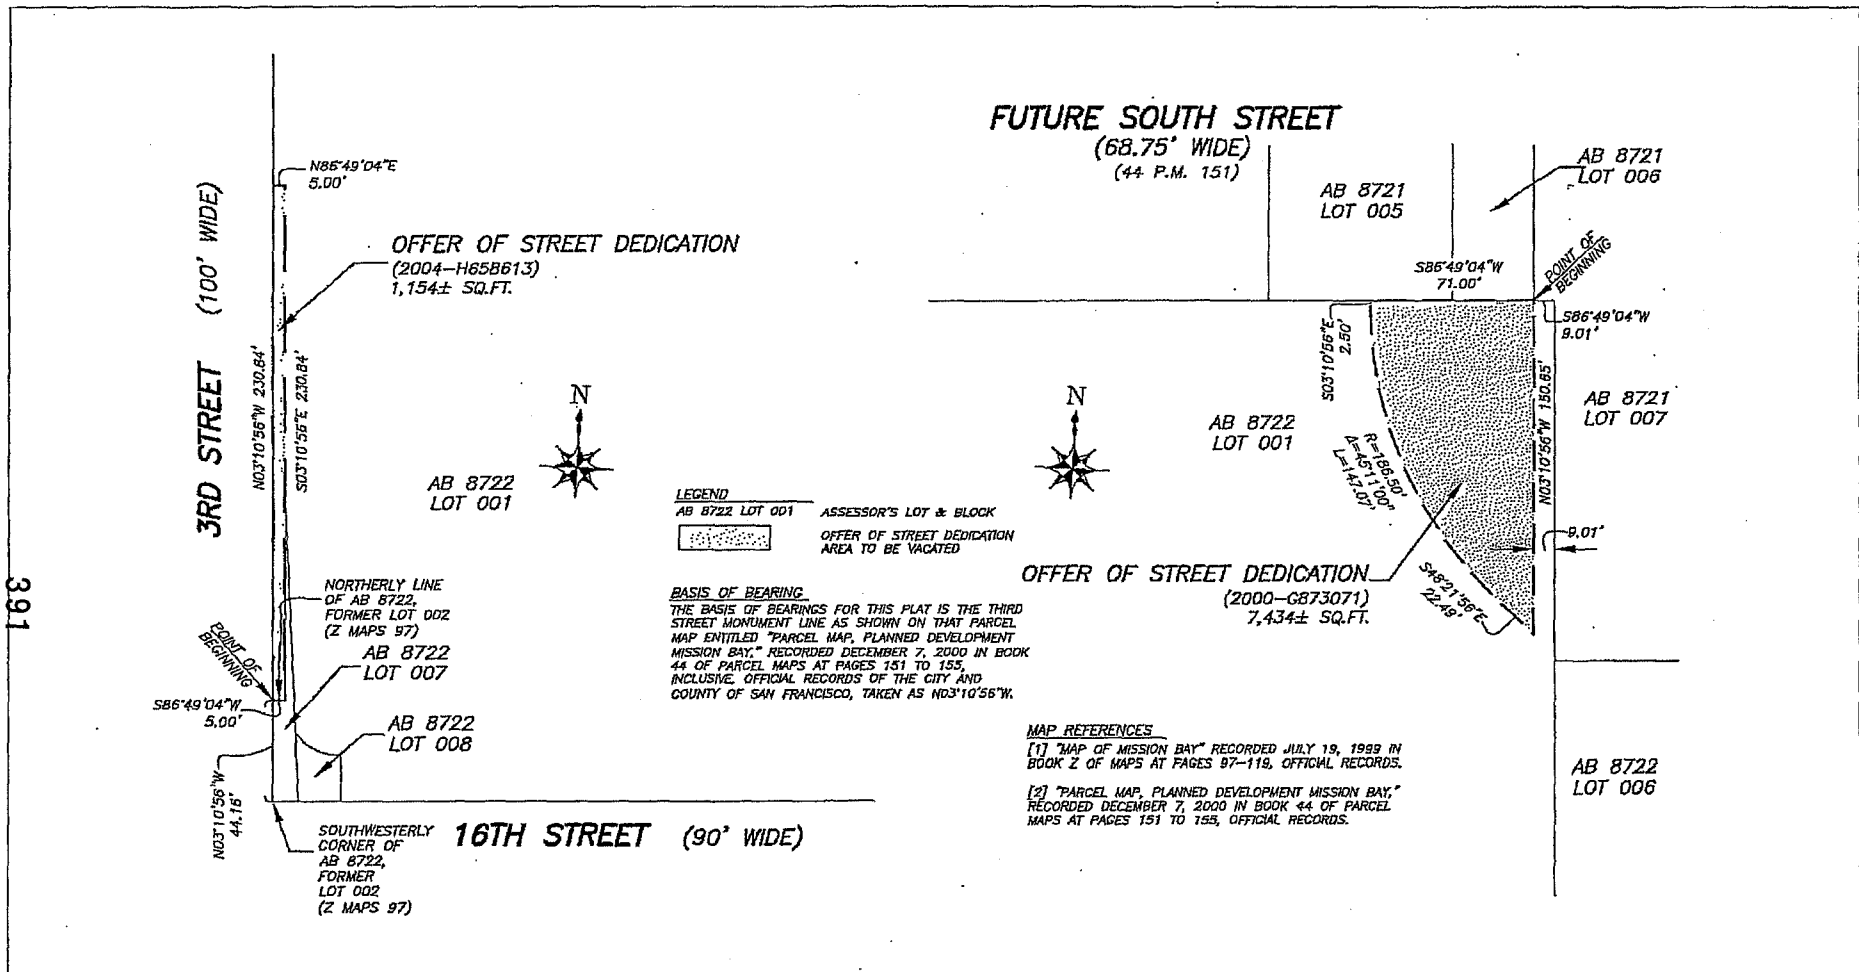 FUTURE SOUTH STREET
(68.75' WIDE)
(44 P.M. 151)
AB 8721
LOT 005
AB 8721
LOT 006
N86°49'04"E
5.00'
3RD STREET (100' WIDE)
OFFER OF STREET DEDICATION
(2004-H658613)
1,154± SQ.FT.
N03°10'56"W 230.84'
S03°10'56"E 230.84'
AB 8722
LOT 001
N
N
S86°49'04"W
71.00'
POINT OF
BEGINNING
S86°49'04"W
9.01'
S03°10'56"E
2.50'
AB 8722
LOT 001
R=186.50'
Δ=45°11'00"
L=147.07'
N03°10'56"W 150.65'
AB 8721
LOT 007
9.01'
S48°21'56"E
22.49'
OFFER OF STREET DEDICATION
(2000-G873071)
7,434± SQ.FT.
LEGEND
AB 8722 LOT 001 ASSESSOR'S LOT & BLOCK
OFFER OF STREET DEDICATION
AREA TO BE VACATED
BASIS OF BEARING
THE BASIS OF BEARINGS FOR THIS PLAT IS THE THIRD
STREET MONUMENT LINE AS SHOWN ON THAT PARCEL
MAP ENTITLED "PARCEL MAP, PLANNED DEVELOPMENT
MISSION BAY," RECORDED DECEMBER 7, 2000 IN BOOK
44 OF PARCEL MAPS AT PAGES 151 TO 155,
INCLUSIVE, OFFICIAL RECORDS OF THE CITY AND
COUNTY OF SAN FRANCISCO, TAKEN AS N03°10'56"W.
NORTHERLY LINE
OF AB 8722,
FORMER LOT 002
(Z MAPS 97)
POINT OF
BEGINNING
AB 8722
LOT 007
S86°49'04"W
5.00'
AB 8722
LOT 008
N03°10'56"W
44.16'
SOUTHWESTERLY
CORNER OF
AB 8722,
FORMER
LOT 002
(Z MAPS 97)
16TH STREET (90' WIDE)
MAP REFERENCES
[1] "MAP OF MISSION BAY" RECORDED JULY 19, 1999 IN
BOOK Z OF MAPS AT PAGES 97-119, OFFICIAL RECORDS.
[2] "PARCEL MAP, PLANNED DEVELOPMENT MISSION BAY,"
RECORDED DECEMBER 7, 2000 IN BOOK 44 OF PARCEL
MAPS AT PAGES 151 TO 155, OFFICIAL RECORDS.
AB 8722
LOT 006
391